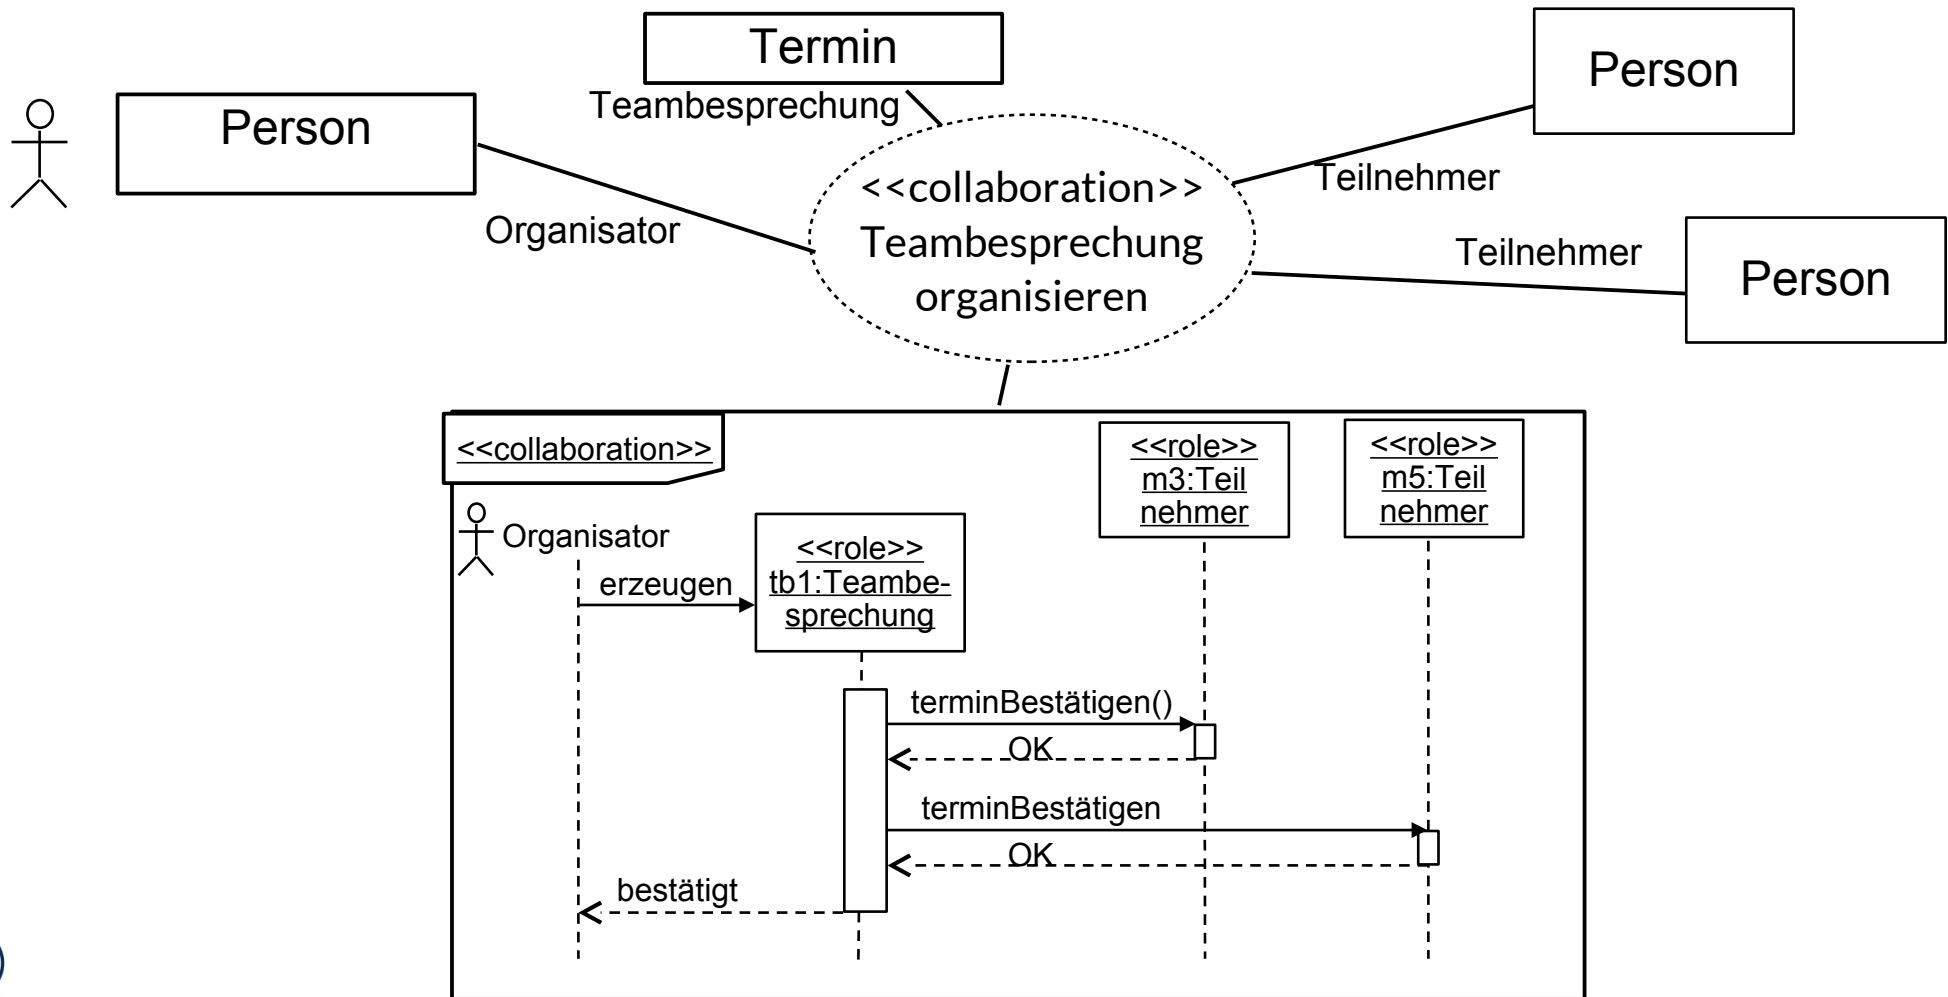 Termin
Person
Person
Teambesprechung
Teilnehmer
<<collaboration>>
Teambesprechung
organisieren
Organisator
Teilnehmer
Person
<<collaboration>>
<<role>>
m3:Teil
nehmer
<<role>>
m5:Teil
nehmer
Organisator
<<role>>
tb1:Teambe-
sprechung
erzeugen
terminBestätigen()
OK
terminBestätigen
OK
bestätigt